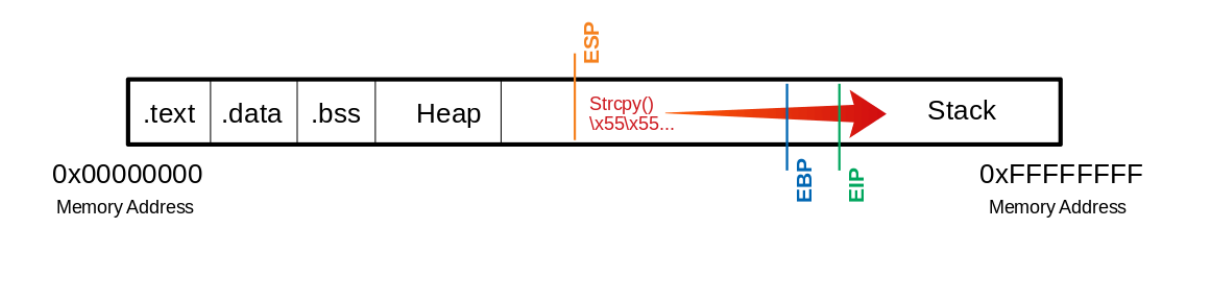 ESP
.text
.data
.bss
Heap
Strcpy()
\x55\x55...
Stack
EBP
EIP
0x00000000
Memory Address
0xFFFFFFFF
Memory Address